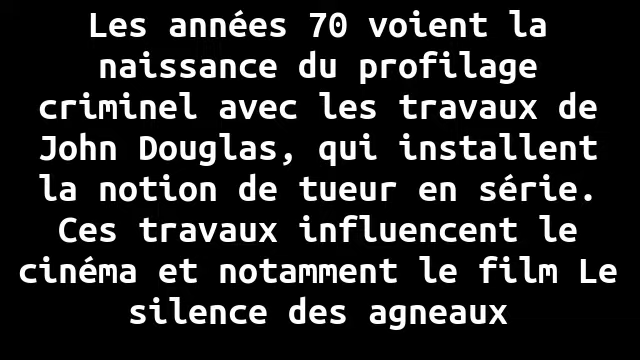 Les années 70 voient la
naissance du profilage
criminel avec les travaux de
John Douglas, qui installent
la notion de tueur en série.
Ces travaux influencent le
cinéma et notamment le film Le
silence des agneaux